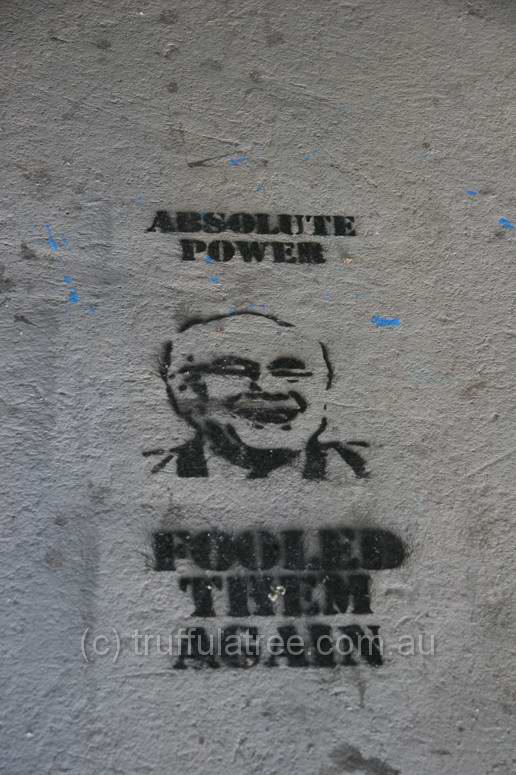 ABSOLUTE
POWER
FOOLED
THEM
AGAIN
(c) truffulatree.com.au